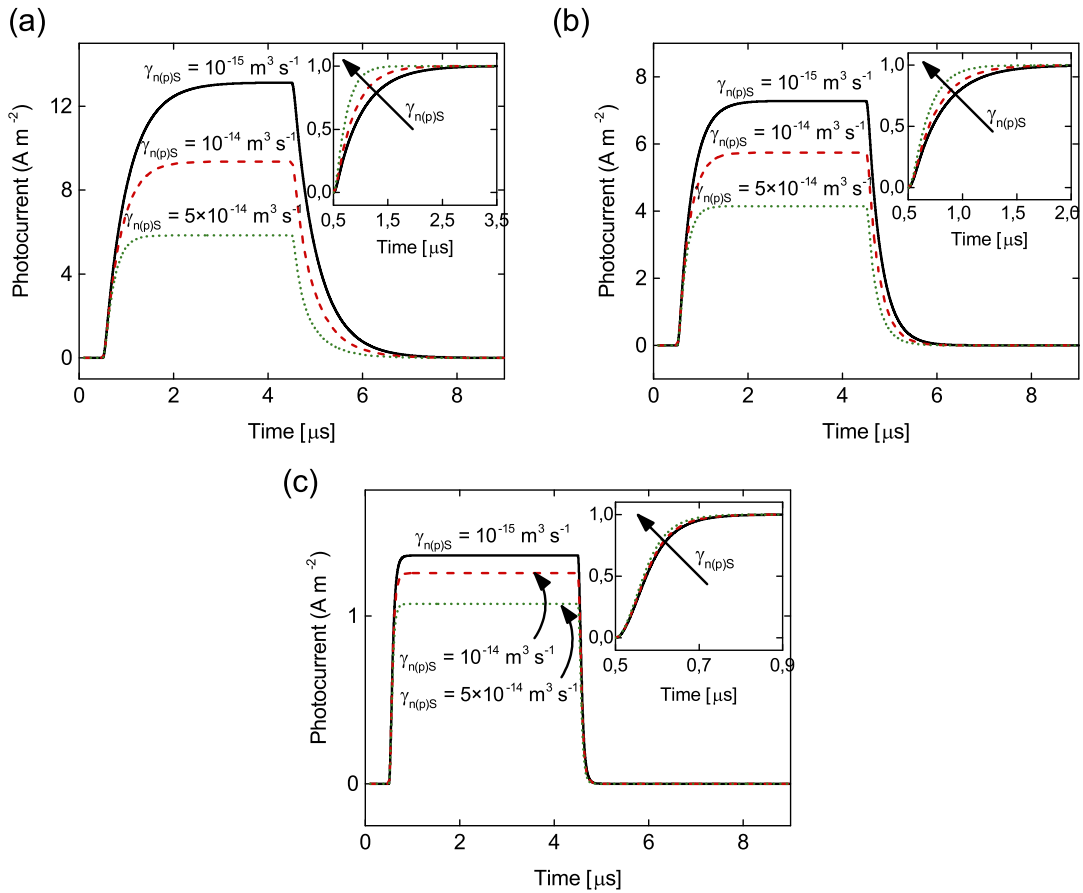 (a)
γn(p)S = 10-15 m3 s-1
γn(p)S = 10-14 m3 s-1
γn(p)S = 5×10-14 m3 s-1
12
8
4
0
Photocurrent (A m-2)
0 2 4 6 8
Time [μs]
1,0
0,5
0,0
γn(p)S
0,5 1,5 2,5 3,5
Time [μs]
(b)
γn(p)S = 10-15 m3 s-1
γn(p)S = 10-14 m3 s-1
γn(p)S = 5×10-14 m3 s-1
8
6
4
2
0
Photocurrent (A m-2)
0 2 4 6 8
Time [μs]
1,0
0,5
0,0
γn(p)S
0,5 1,0 1,5 2,0
Time [μs]
(c)
γn(p)S = 10-15 m3 s-1
γn(p)S = 10-14 m3 s-1
γn(p)S = 5×10-14 m3 s-1
1
0
Photocurrent (A m-2)
0 2 4 6 8
Time [μs]
1,0
0,5
0,0
γn(p)S
0,5 0,7 0,9
Time [μs]